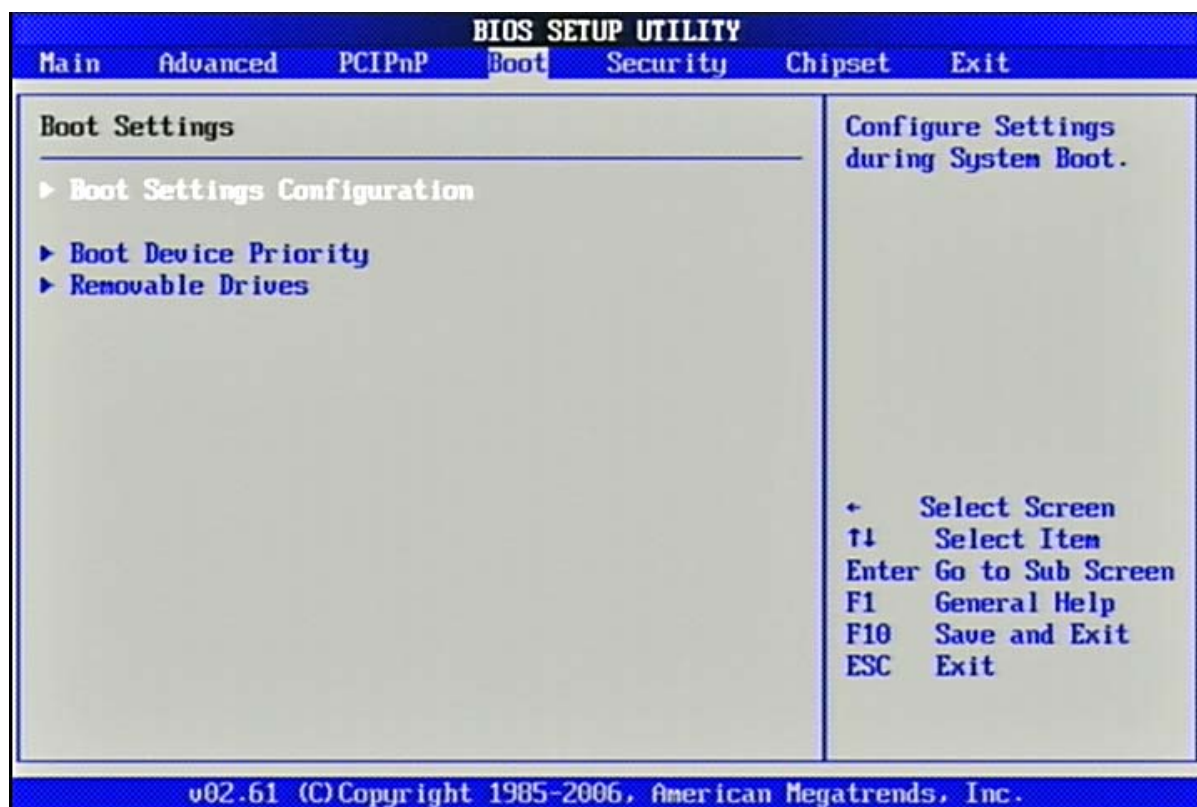 BIOS SETUP UTILITY
Main Advanced PCIPnP Boot Security Chipset Exit
Boot Settings
▶ Boot Settings Configuration
▶ Boot Device Priority
▶ Removable Drives
Configure Settings
during System Boot.
← Select Screen
↑↓ Select Item
Enter Go to Sub Screen
F1 General Help
F10 Save and Exit
ESC Exit
v02.61 (C)Copyright 1985-2006, American Megatrends, Inc.